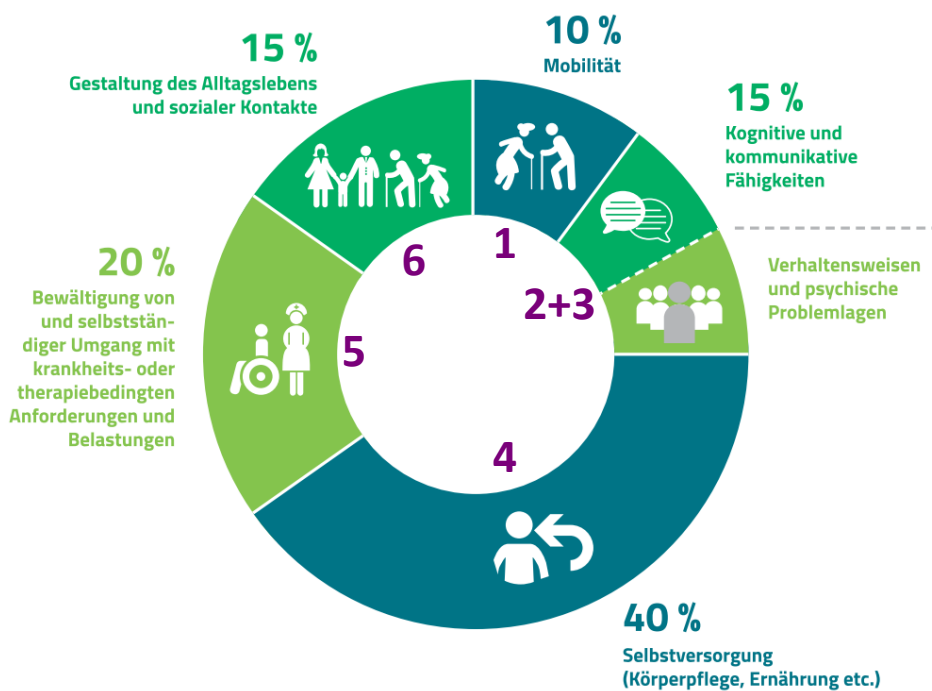 10 %
Mobilität
15 %
Kognitive und
kommunikative
Fähigkeiten
Verhaltensweisen
und psychische
Problemlagen
40 %
Selbstversorgung
(Körperpflege, Ernährung etc.)
20 %
Bewältigung von
und selbststän-
diger Umgang mit
krankheits- oder
therapiebedingten
Anforderungen und
Belastungen
15 %
Gestaltung des Alltagslebens
und sozialer Kontakte
1
2+3
4
5
6